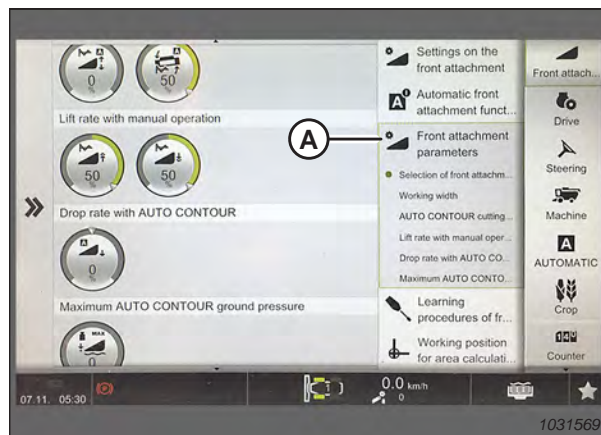 0
%
50
%
Lift rate with manual operation
50
%
50
%
Drop rate with AUTO CONTOUR
A
0
%
Maximum AUTO CONTOUR ground pressure
MAX
0
Settings on the
front attachment
Automatic front
attachment funct...
A
Front attachment
parameters
Selection of front attachm...
Working width
AUTO CONTOUR cutting...
Lift rate with manual oper...
Drop rate with AUTO CO...
Maximum AUTO CONTO...
Learning
procedures of fr...
Working position
for area calculati...
Front attach...
Drive
Steering
Machine
A
AUTOMATIC
Crop
Counter
07.11. 05:30
0.0 km/h
0
1031569